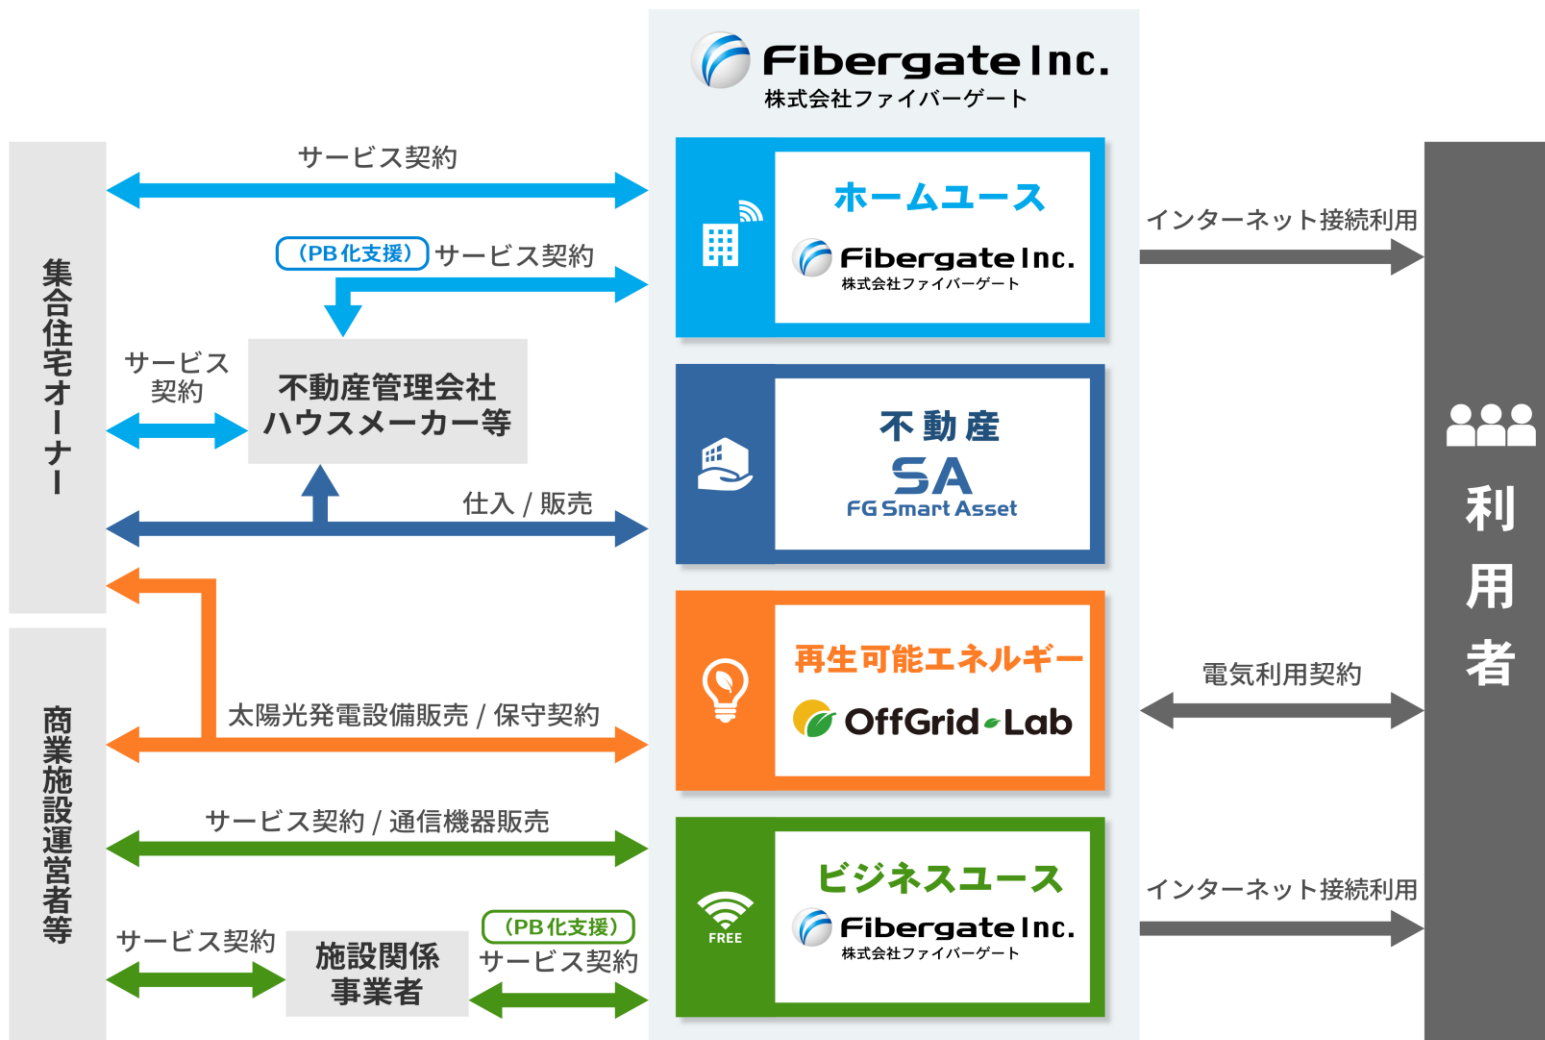 Fibergate Inc.
株式会社ファイバーゲート
集合住宅オーナー
サービス契約
（PB化支援）
サービス契約
サービス
契約
不動産管理会社
ハウスメーカー等
仕入 / 販売
商業施設運営者等
太陽光発電設備販売 / 保守契約
サービス契約 / 通信機器販売
サービス契約
施設関係
事業者
（PB化支援）
サービス契約
ホームユース
Fibergate Inc.
株式会社ファイバーゲート
不動産
SA
FG Smart Asset
再生可能エネルギー
OffGrid-Lab
FREE
ビジネスユース
Fibergate Inc.
株式会社ファイバーゲート
インターネット接続利用
電気利用契約
インターネット接続利用
利用者